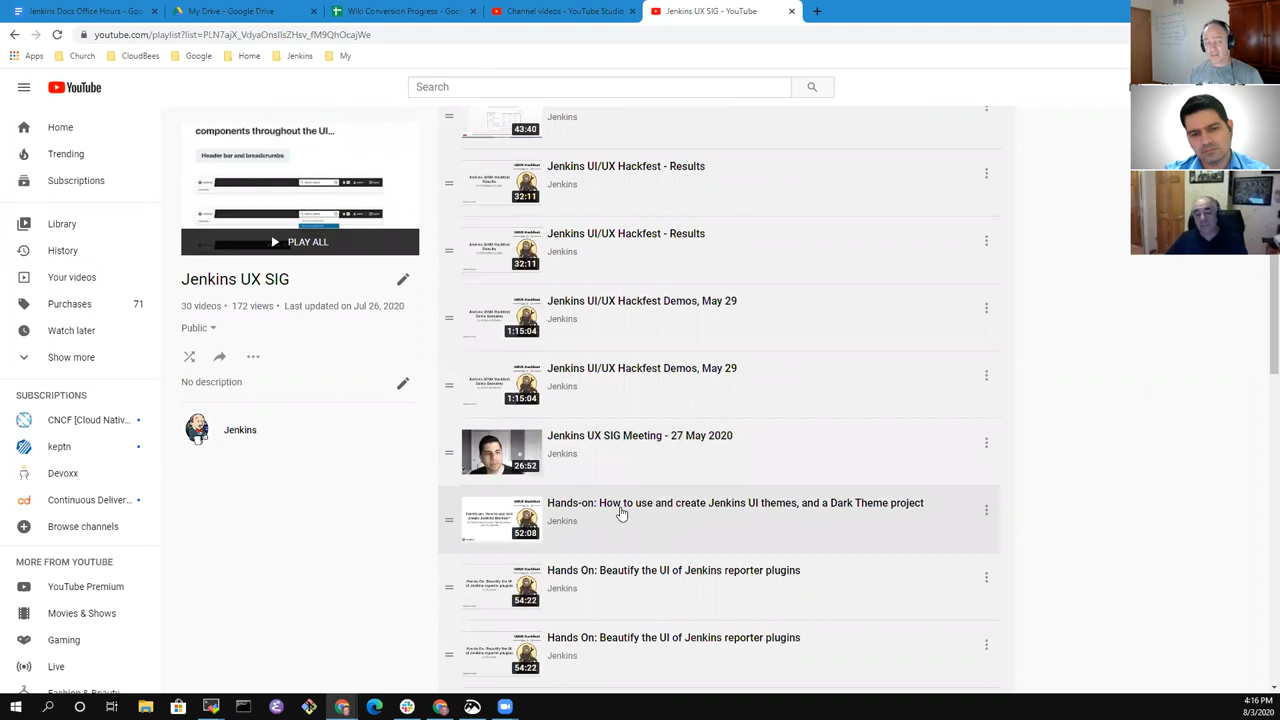 Jenkins Docs Office Hours - Goo
My Drive - Google Drive
Wiki Conversion Progress - Goog
Channel videos - YouTube Studio
Jenkins UX SIG - YouTube
youtube.com/playlist?list=PLN7ajX_VdyaOnsIlsZHsv_fM9QhOcajWe
Apps
Church
CloudBees
Google
Home
Jenkins
My
YouTube
Search
Home
Trending
Subscriptions
Library
History
Your videos
Purchases 71
Watch later
Show more
SUBSCRIPTIONS
CNCF [Cloud Nativ...
keptn
Devoxx
Continuous Deliver...
Browse channels
MORE FROM YOUTUBE
YouTube Premium
Movies & Shows
Gaming
Live
Fashion & Beauty
components throughout the UI...
Header bar and breadcrumbs
PLAY ALL
Jenkins UX SIG
30 videos • 172 views • Last updated on Jul 26, 2020
Public
No description
Jenkins
43:40
Jenkins
Jenkins UI/UX Hackfest - Results
Jenkins
32:11
Jenkins UI/UX Hackfest - Results
Jenkins
32:11
Jenkins UI/UX Hackfest Demos, May 29
Jenkins
1:15:04
Jenkins UI/UX Hackfest Demos, May 29
Jenkins
1:15:04
Jenkins UX SIG Meeting - 27 May 2020
Jenkins
26:52
Hands-on: How to use and create Jenkins UI themes, and a Dark Theme project
Jenkins
52:08
Hands On: Beautify the UI of Jenkins reporter plugins
Jenkins
54:22
Hands On: Beautify the UI of Jenkins reporter plugins
Jenkins
54:22
4:16 PM
8/3/2020